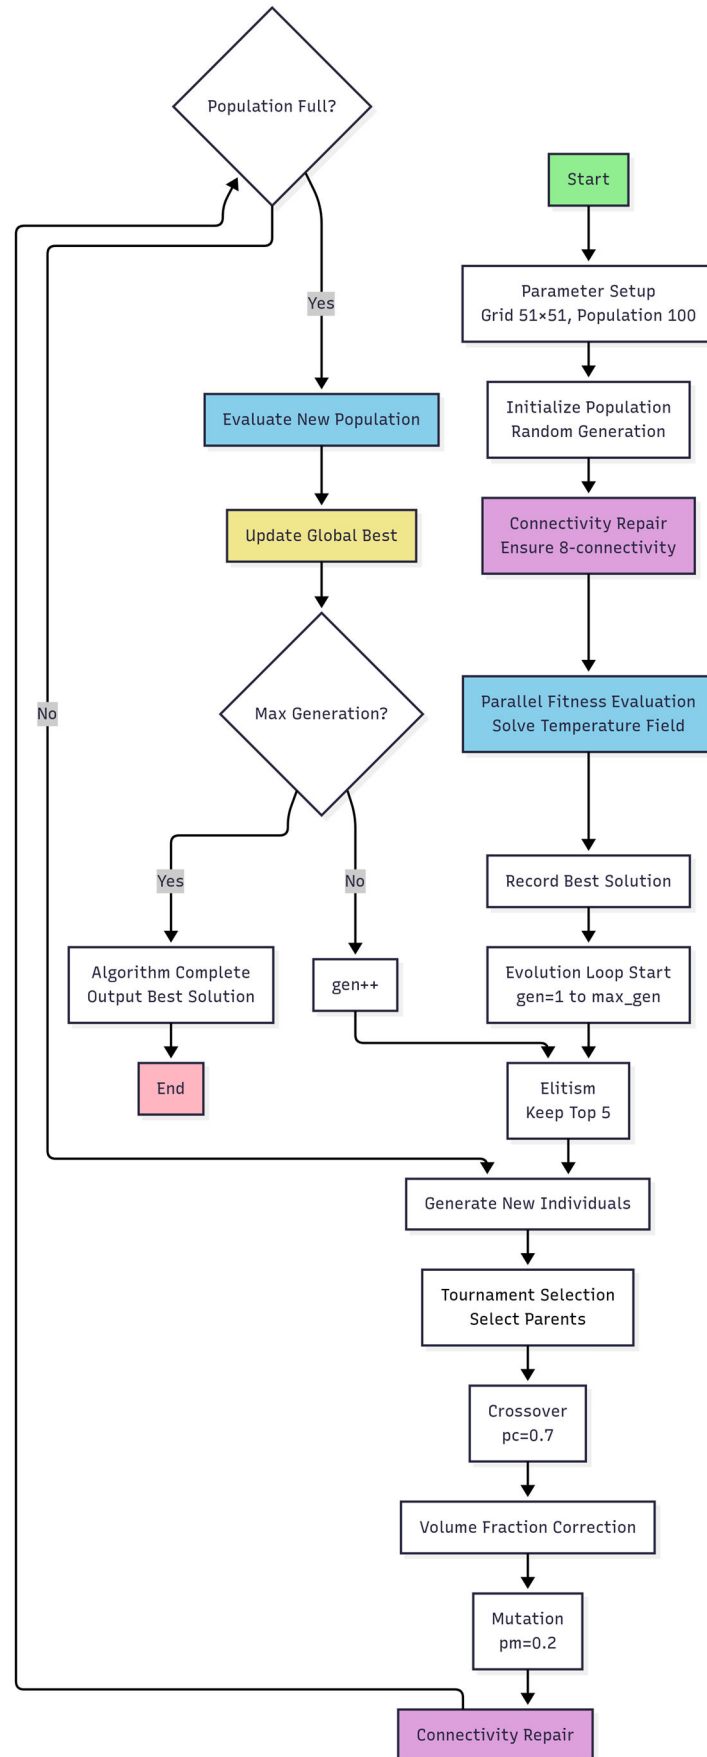 Start
Parameter Setup
Grid 51×51, Population 100
Initialize Population
Random Generation
Connectivity Repair
Ensure 8-connectivity
Parallel Fitness Evaluation
Solve Temperature Field
Record Best Solution
Evolution Loop Start
gen=1 to max_gen
Elitism
Keep Top 5
Generate New Individuals
Tournament Selection
Select Parents
Crossover
pc=0.7
Volume Fraction Correction
Mutation
pm=0.2
Connectivity Repair
Population Full?
No
Yes
Evaluate New Population
Update Global Best
Max Generation?
Yes
No
gen++
Algorithm Complete
Output Best Solution
End